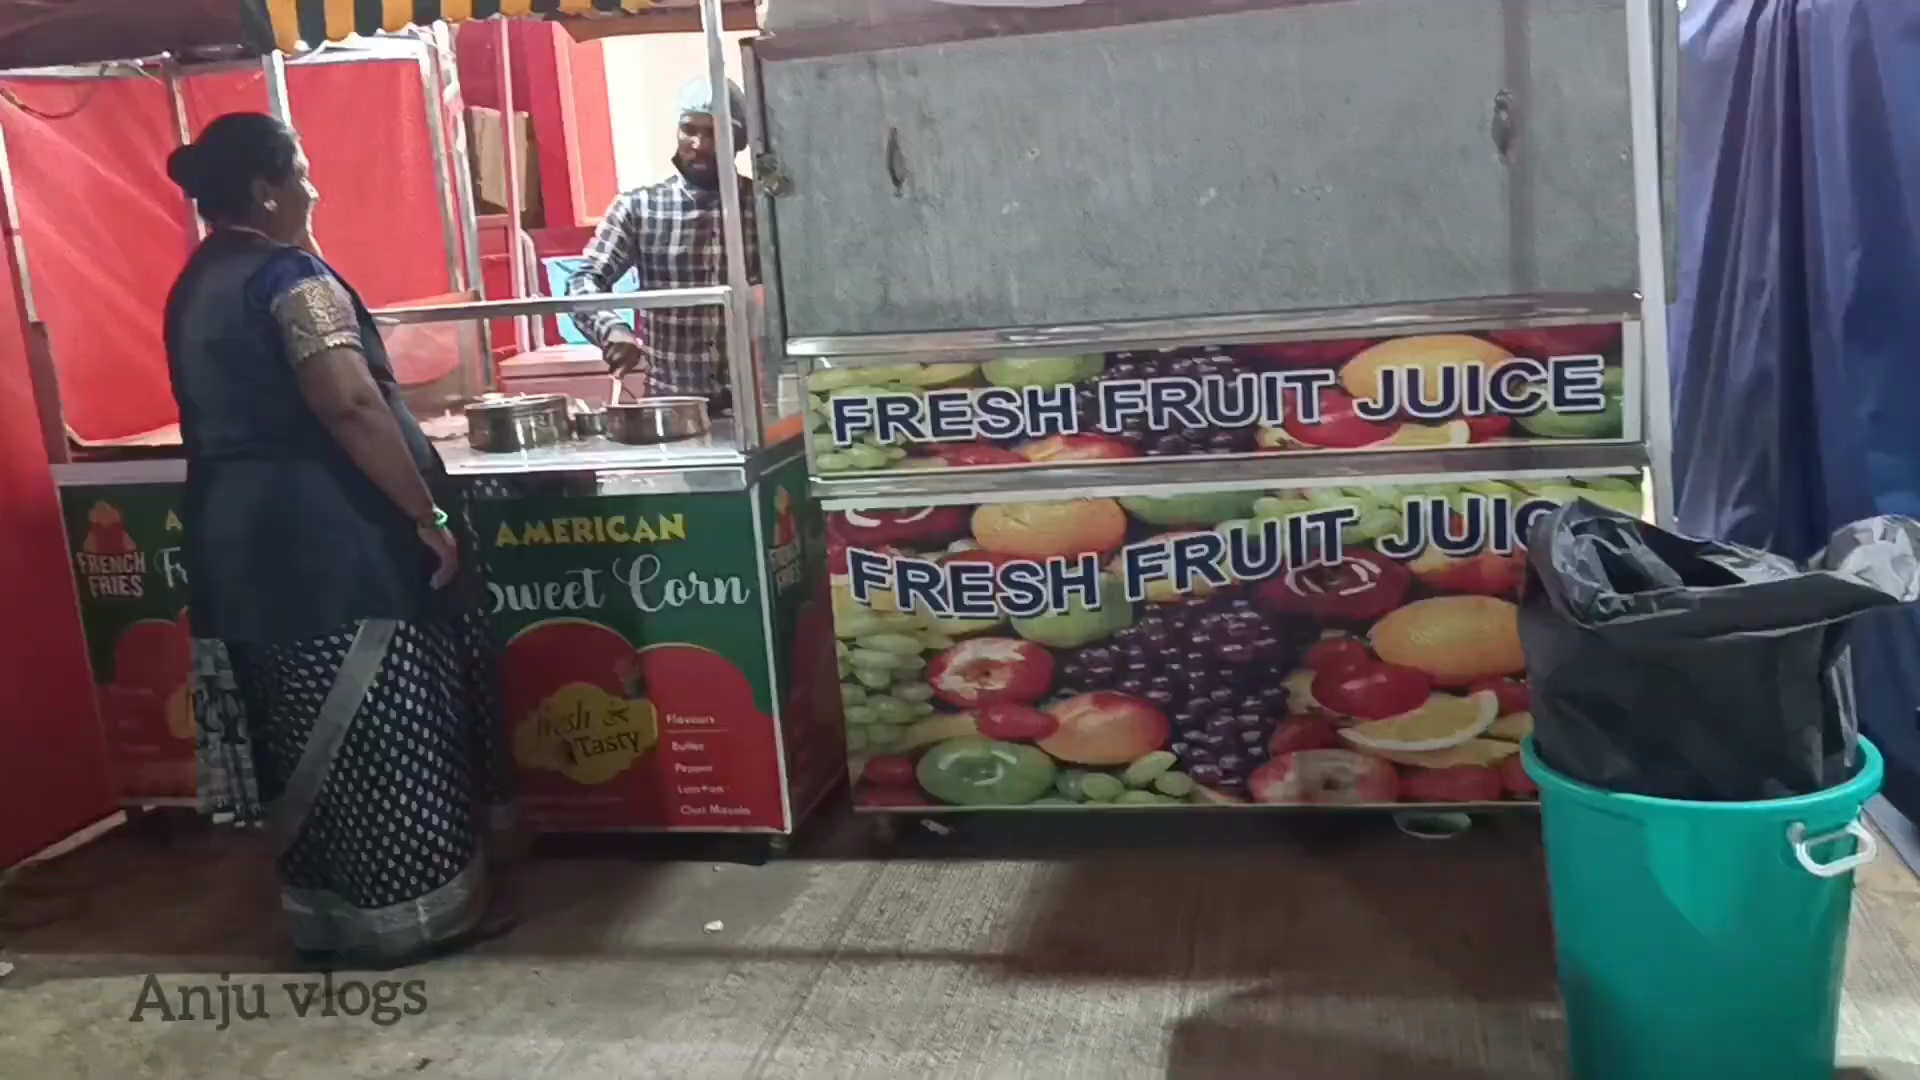 FRESH FRUIT JUICE
FRENCH
FRIES
AMERICAN
Sweet Corn
FRESH FRUIT JUIC
fresh &
Tasty
Flavours
Butter
Pepper
Lemon
Chat Masala
Anju vlogs